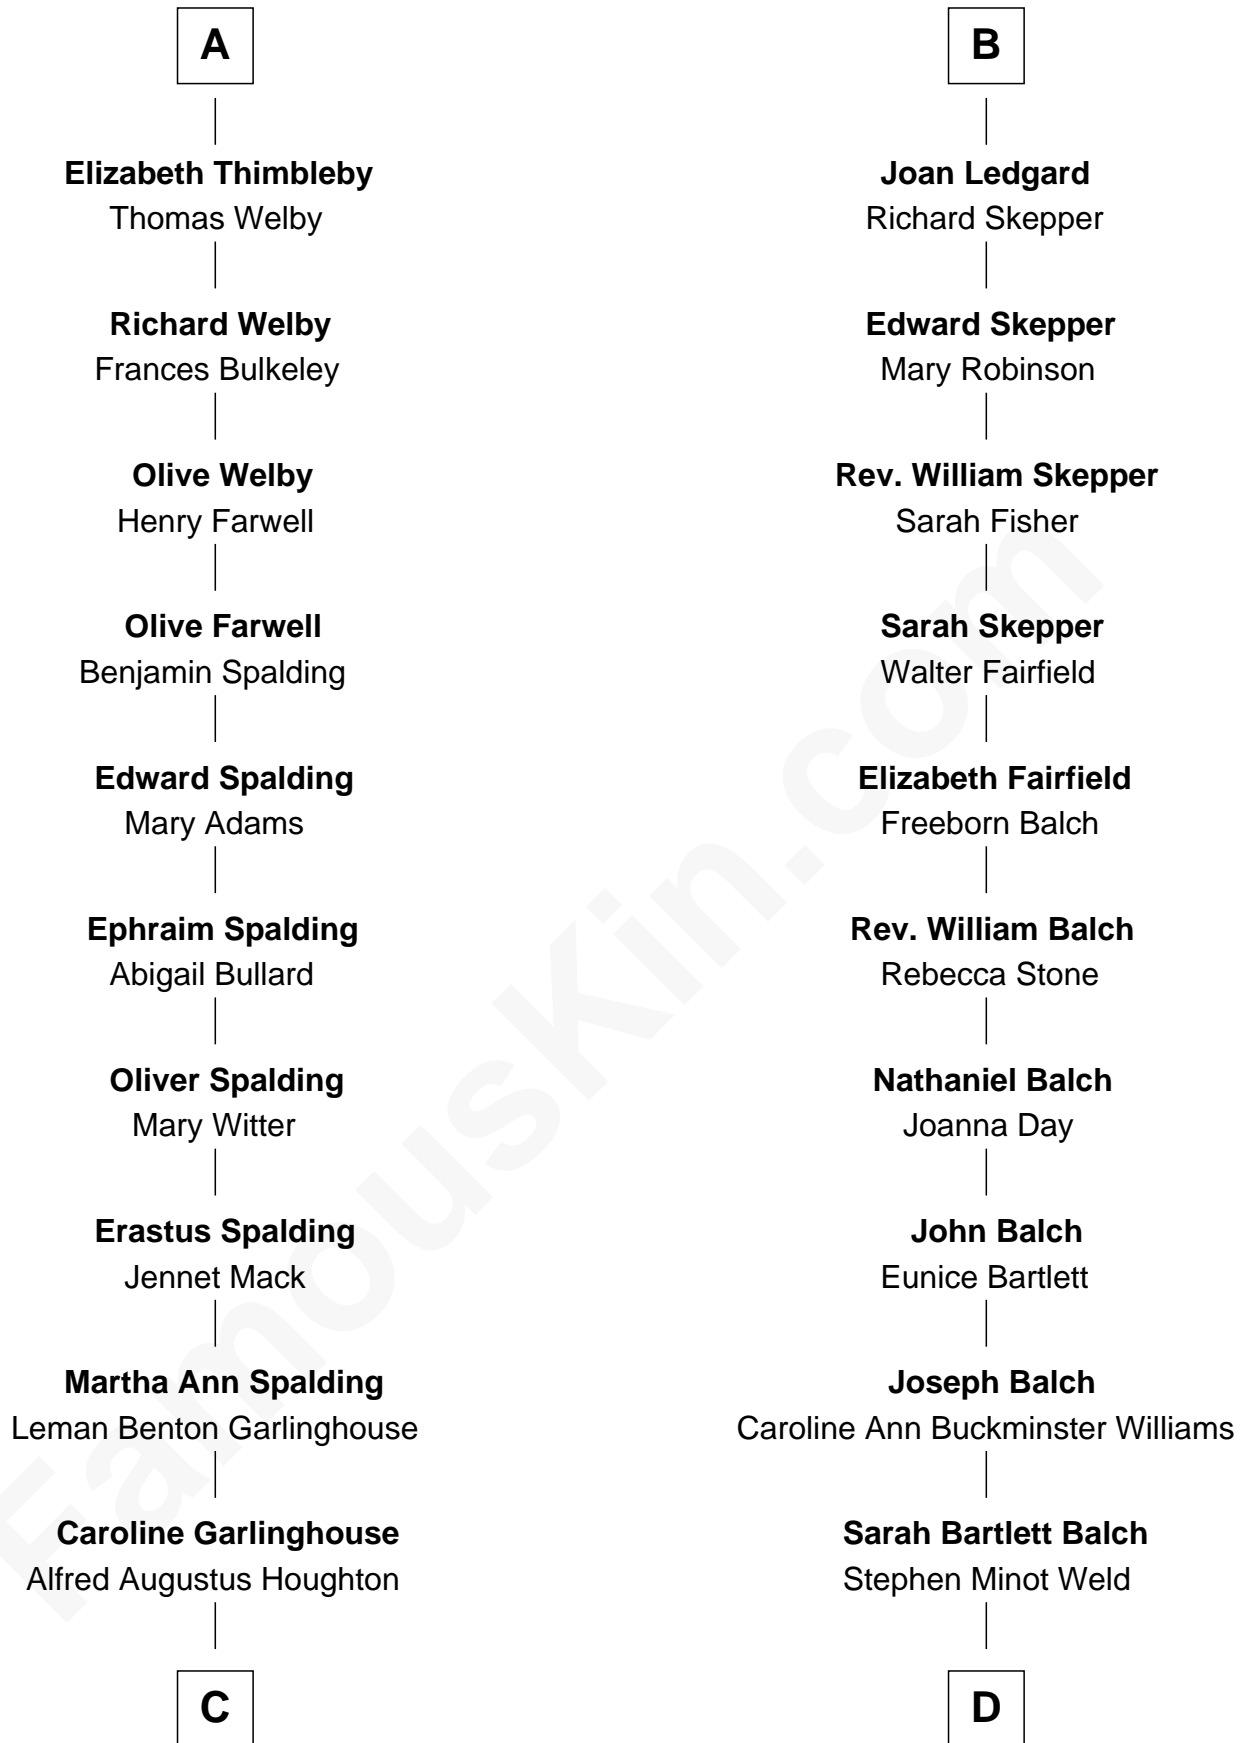 A
Elizabeth Thimbleby
Thomas Welby
Richard Welby
Frances Bulkeley
Olive Welby
Henry Farwell
Olive Farwell
Benjamin Spalding
Edward Spalding
Mary Adams
Ephraim Spalding
Abigail Bullard
Oliver Spalding
Mary Witter
Erastus Spalding
Jennet Mack
Martha Ann Spalding
Leman Benton Garlinghouse
Caroline Garlinghouse
Alfred Augustus Houghton
C
B
Joan Ledgard
Richard Skepper
Edward Skepper
Mary Robinson
Rev. William Skepper
Sarah Fisher
Sarah Skepper
Walter Fairfield
Elizabeth Fairfield
Freeborn Balch
Rev. William Balch
Rebecca Stone
Nathaniel Balch
Joanna Day
John Balch
Eunice Bartlett
Joseph Balch
Caroline Ann Buckminster Williams
Sarah Bartlett Balch
Stephen Minot Weld
D
FamousKin.com